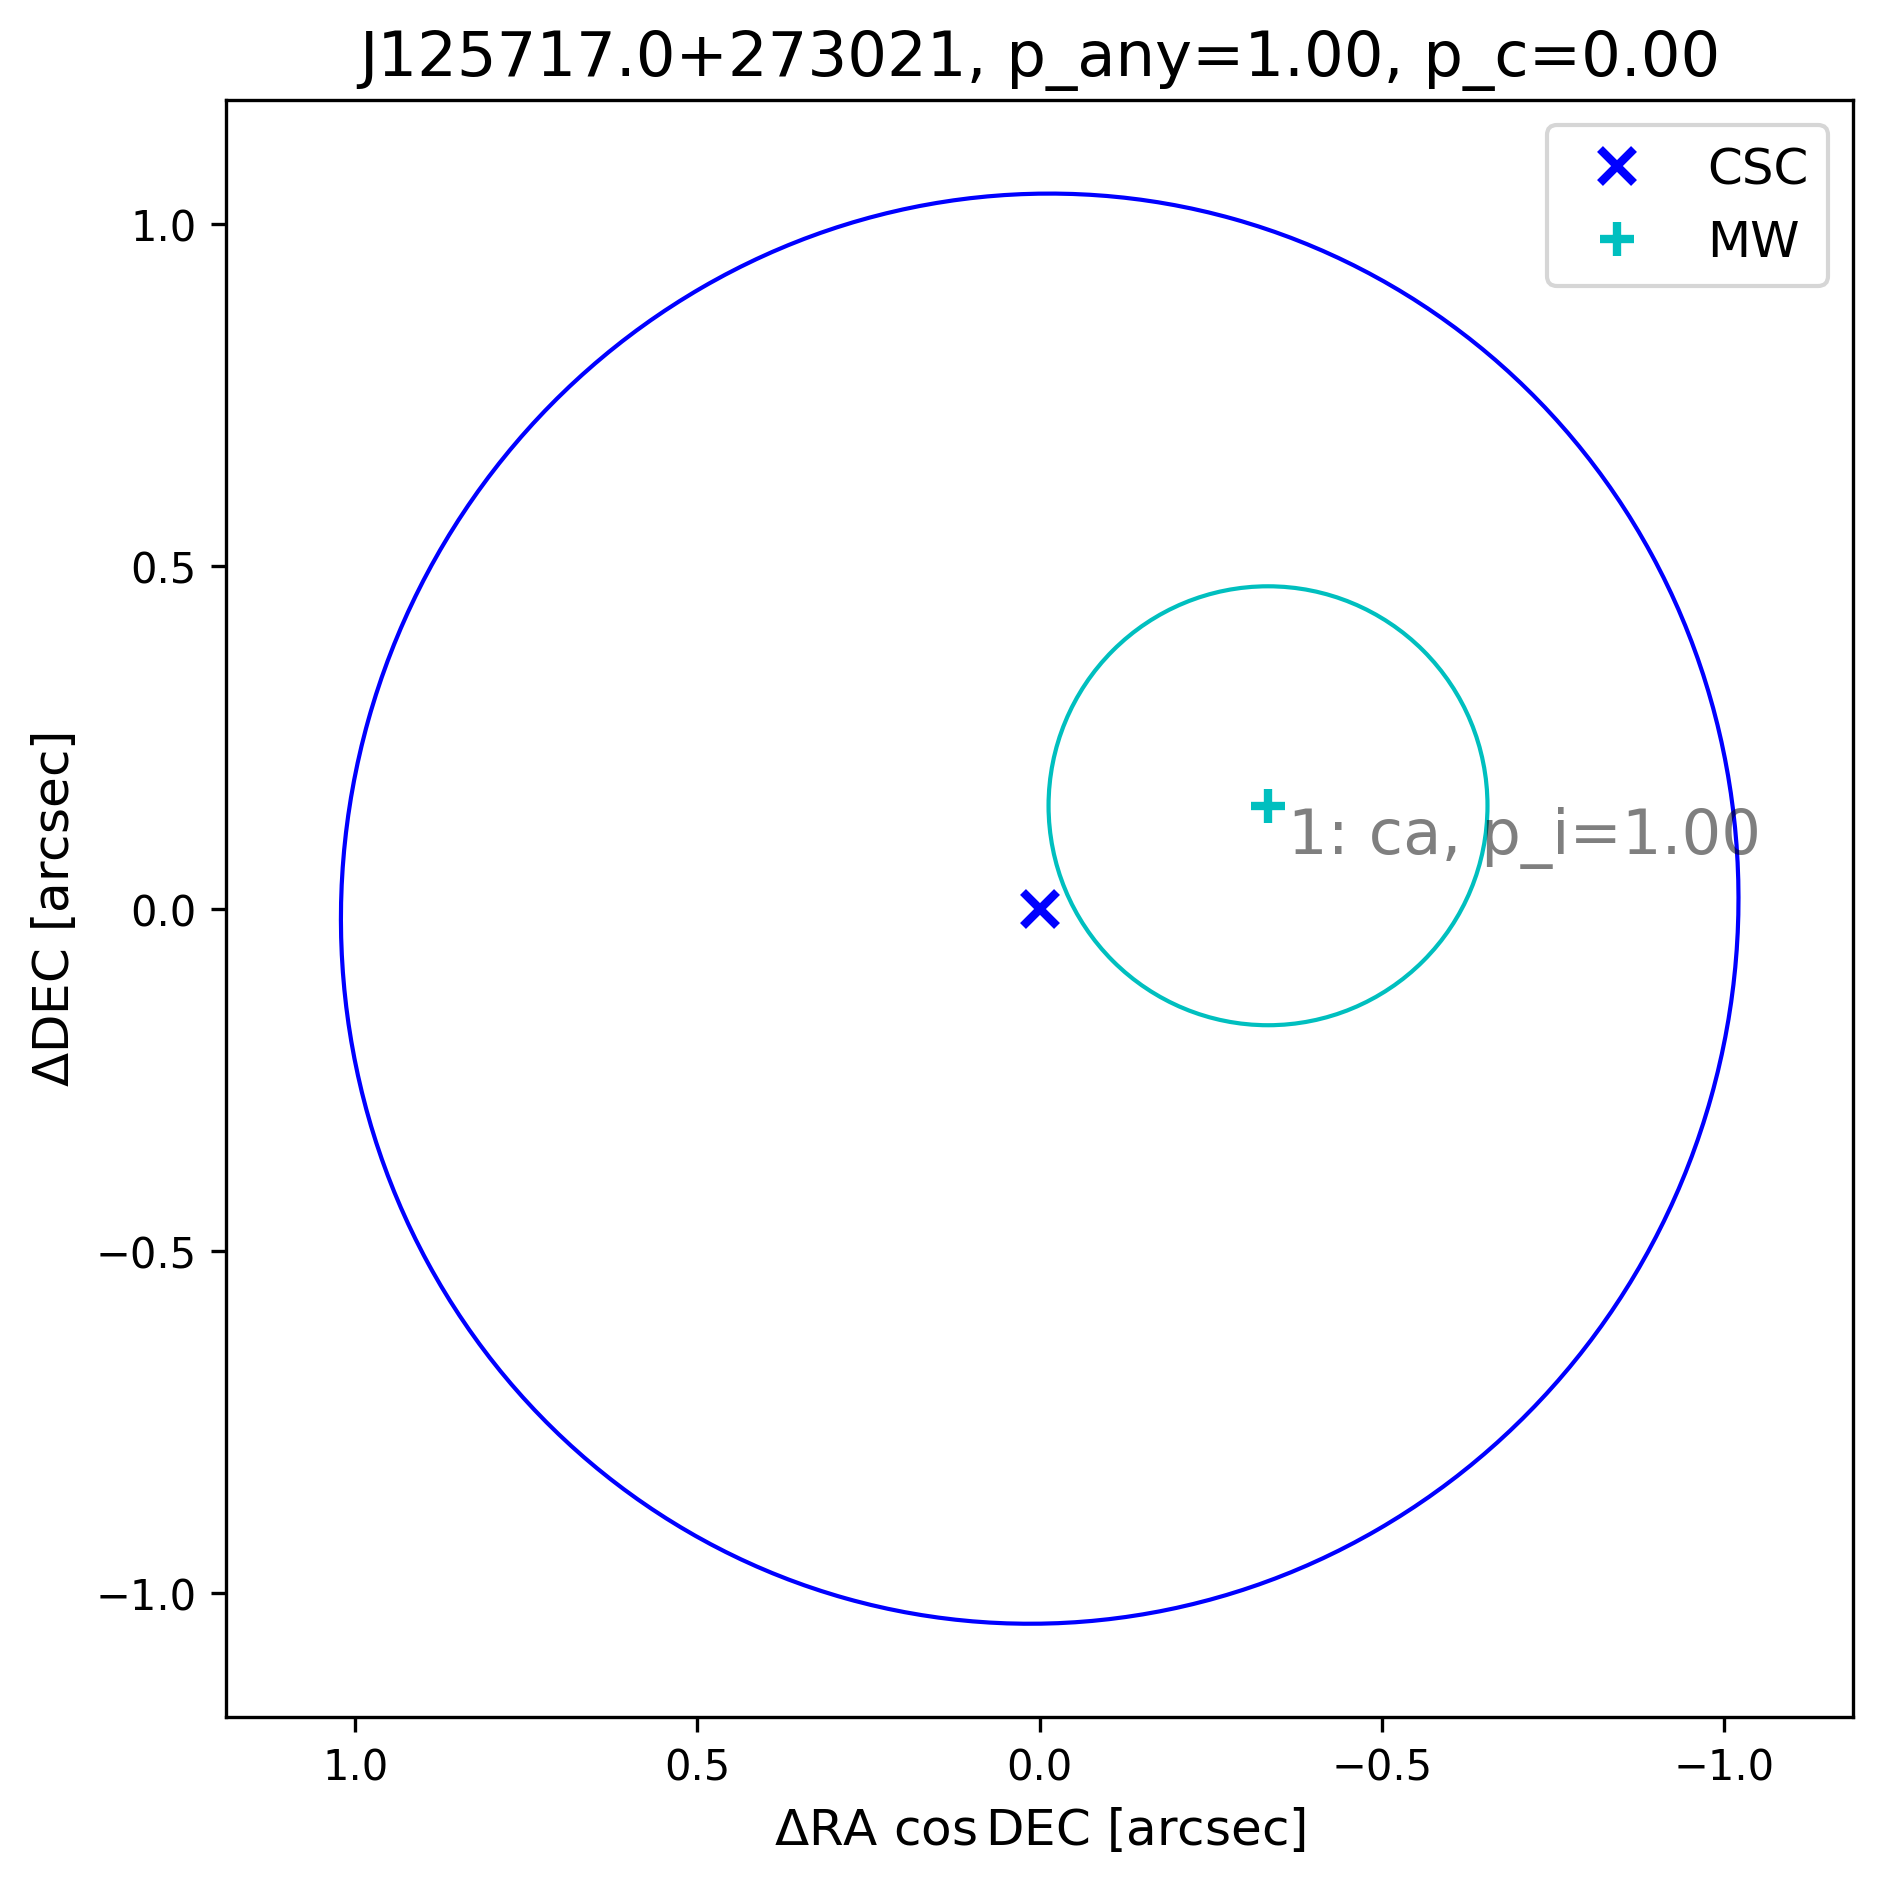 J125717.0+273021, p_any=1.00, p_c=0.00
CSC
MW
1.0
0.5
0.0
−0.5
−1.0
1: ca, p_i=1.00
ΔDEC [arcsec]
1.0 0.5 0.0 −0.5 −1.0
ΔRA cos DEC [arcsec]